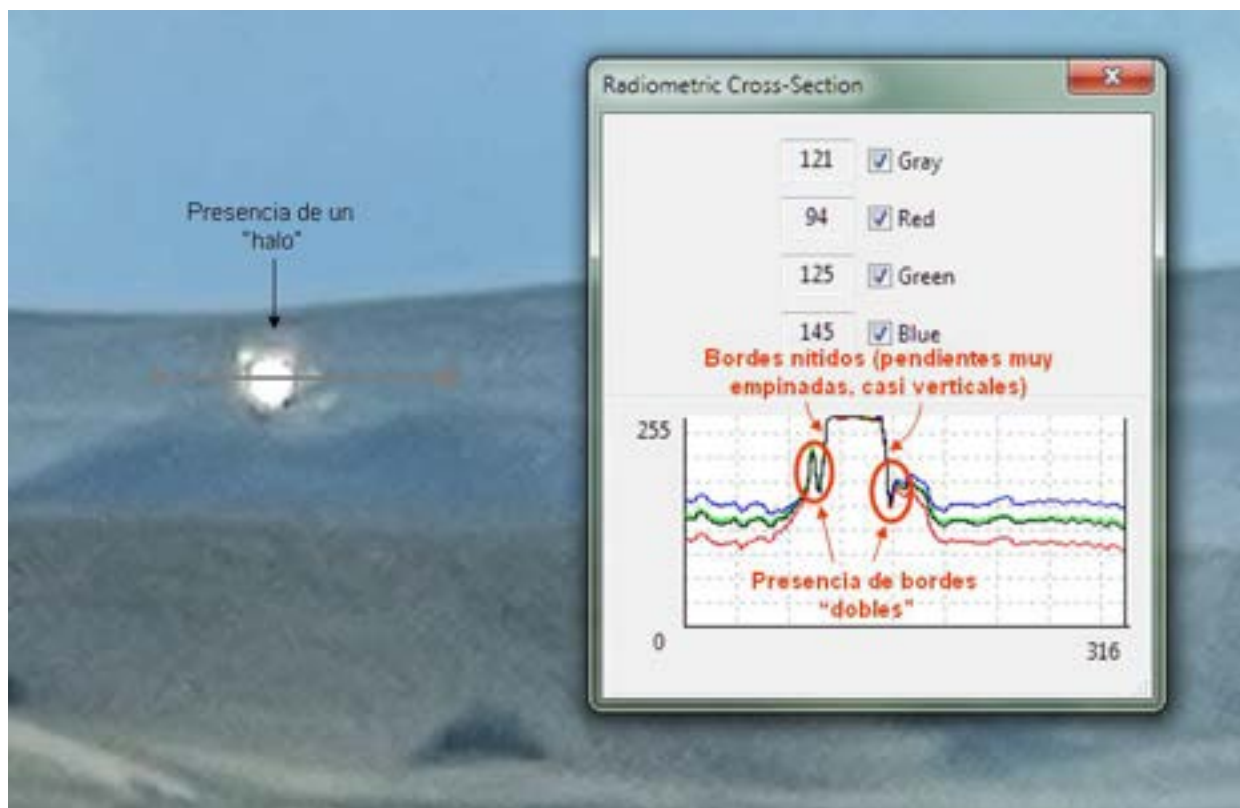 Presencia de un
"halo"
Radiometric Cross-Section
121 Gray
94 Red
125 Green
145 Blue
Bordes nítidos (pendientes muy
empinadas, casi verticales)
255
Presencia de bordes
“dobles”
0
316